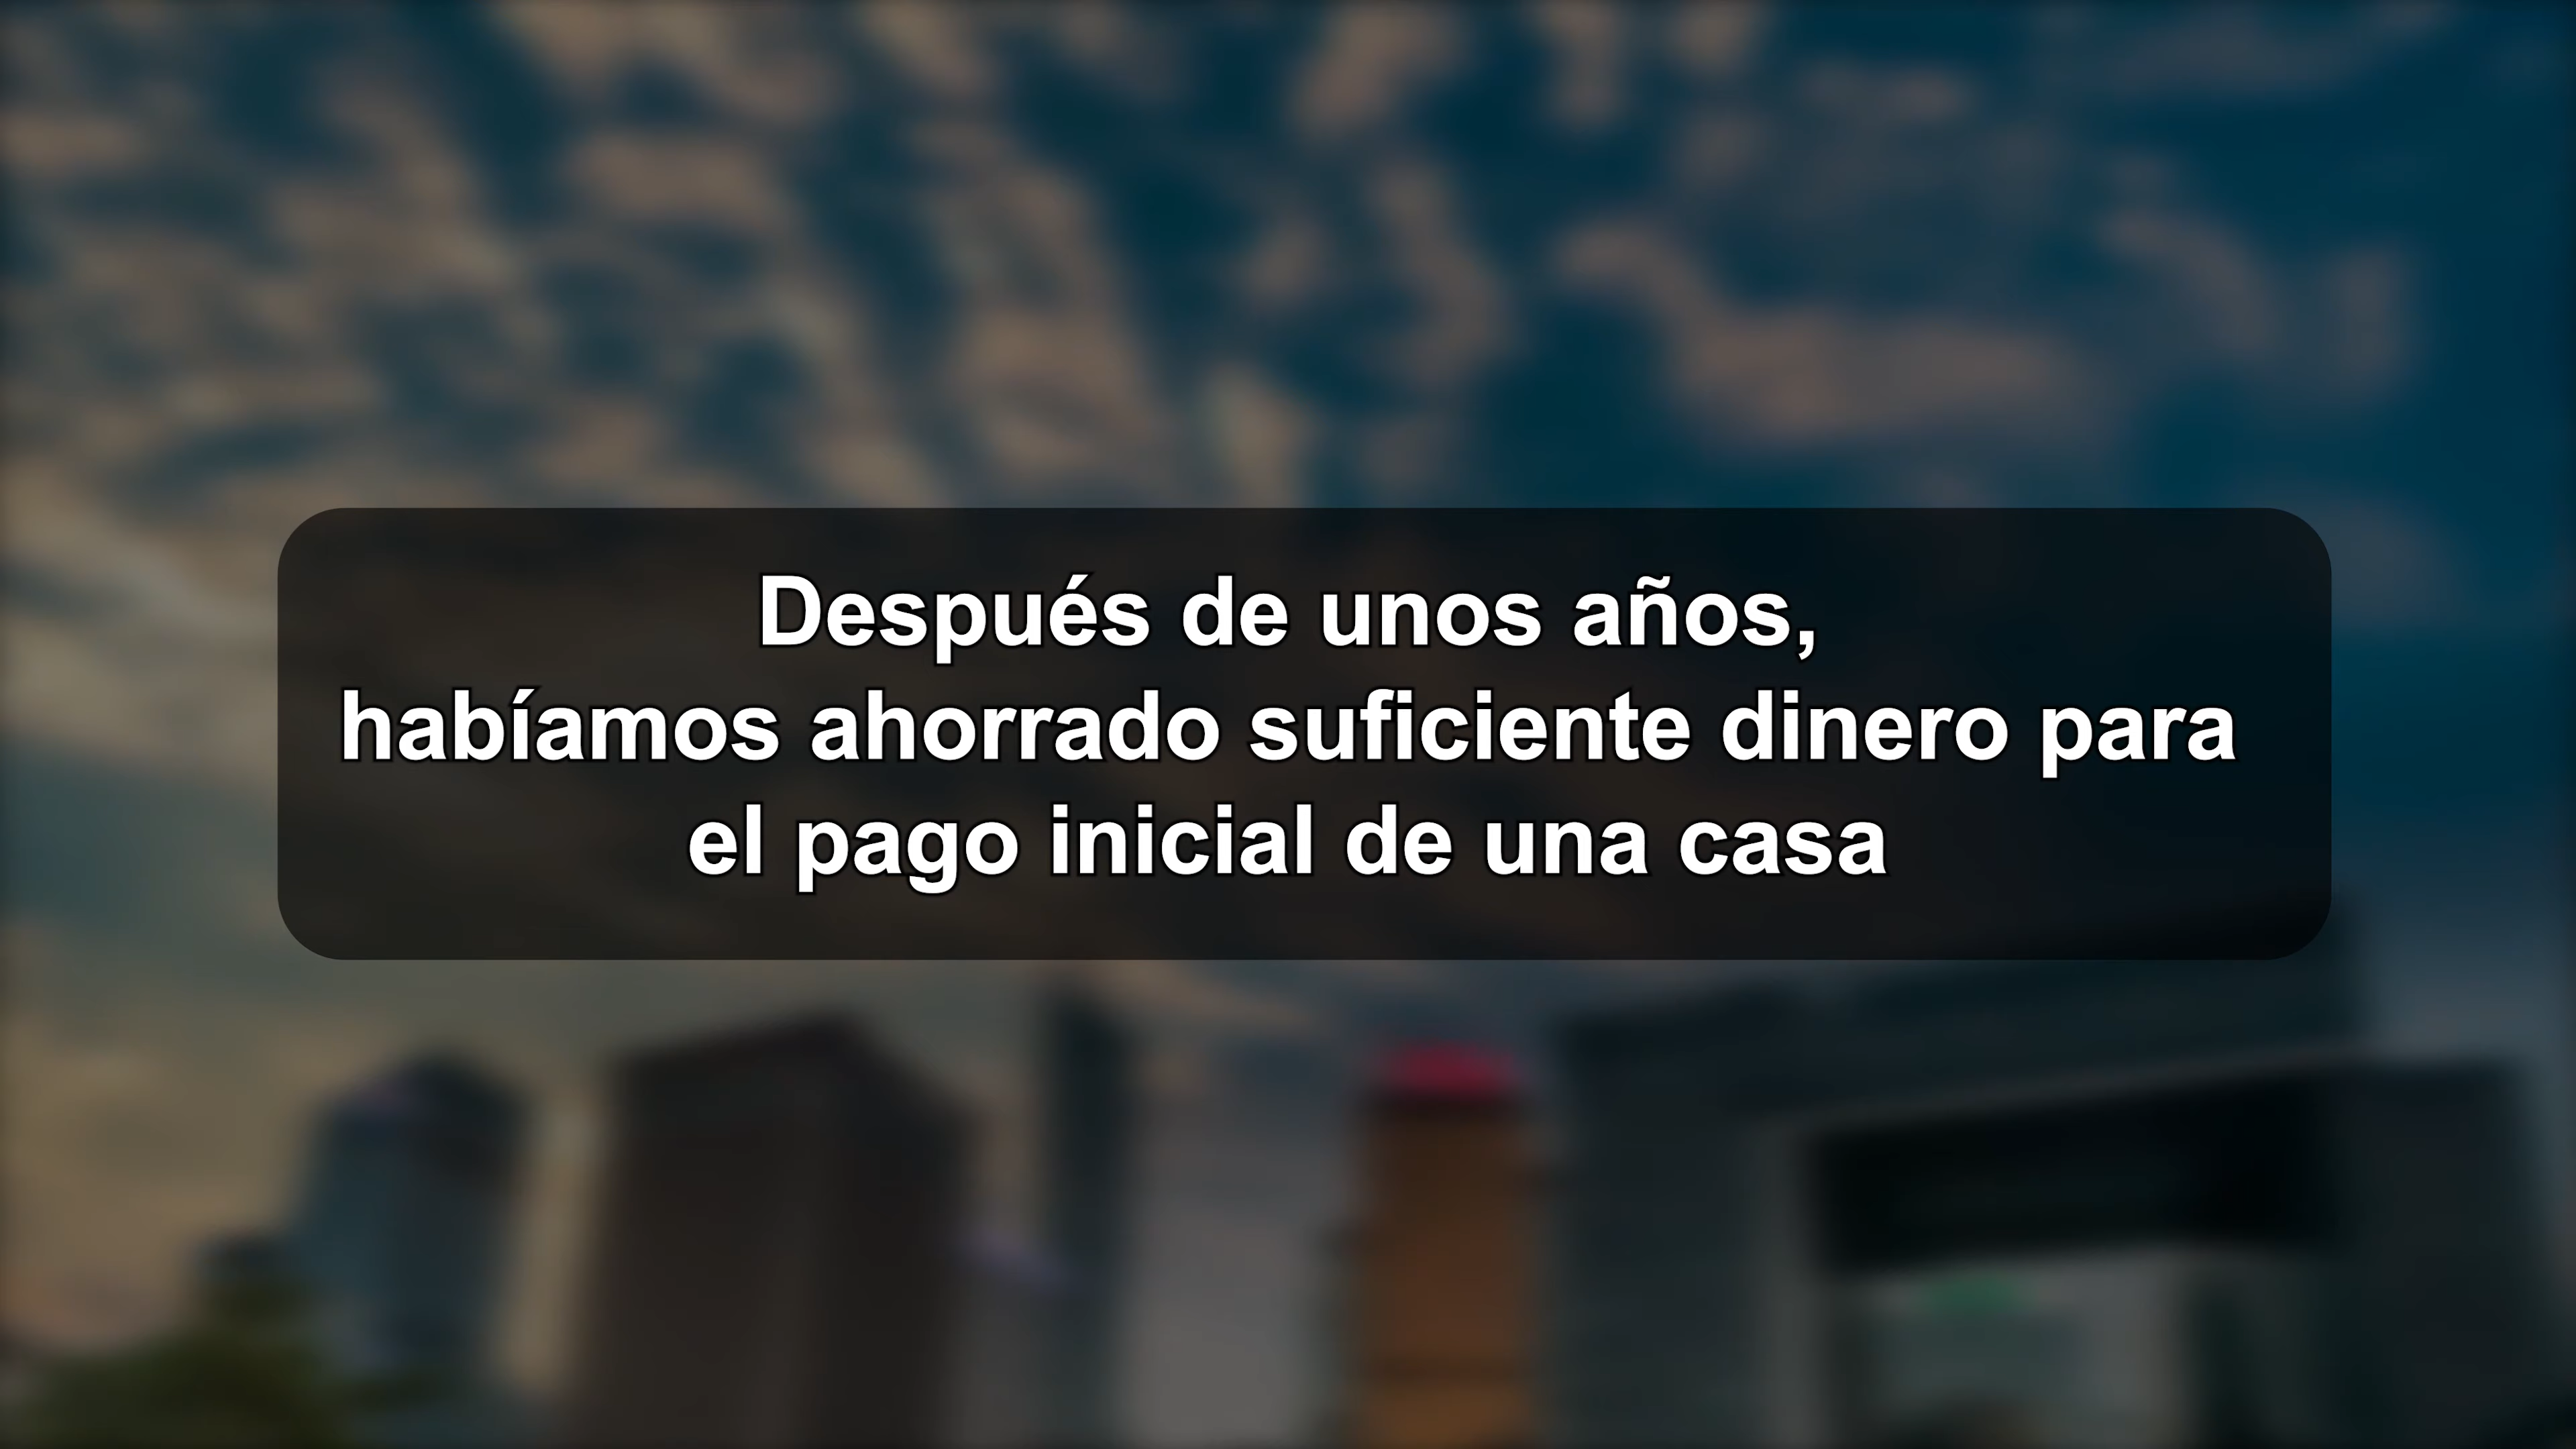 Después de unos años,
habíamos ahorrado suficiente dinero para
el pago inicial de una casa